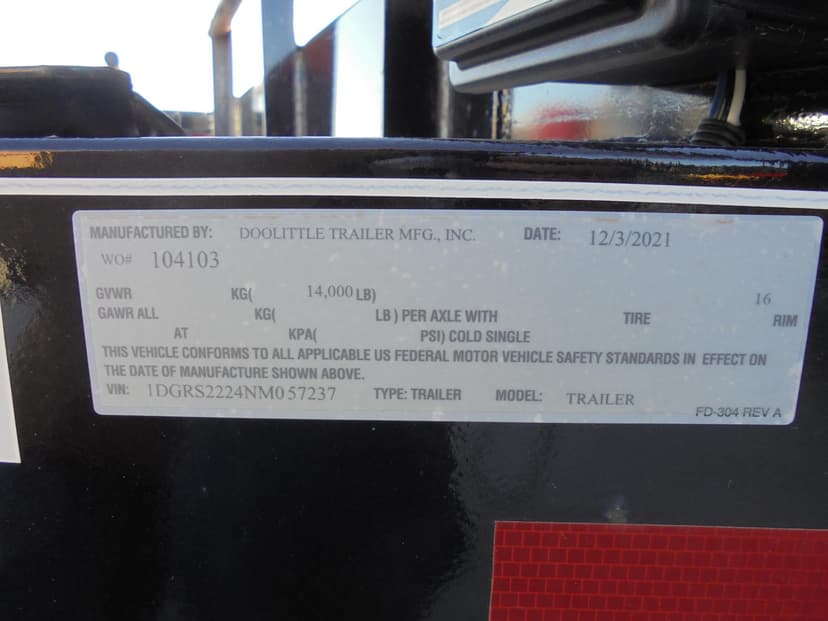 MANUFACTURED BY: DOOLITTLE TRAILER MFG., INC. DATE: 12/3/2021
WO# 104103
GVWR KG( 14,000 LB)
16
GAWR ALL KG( LB ) PER AXLE WITH TIRE RIM
AT KPA( PSI) COLD SINGLE
THIS VEHICLE CONFORMS TO ALL APPLICABLE US FEDERAL MOTOR VEHICLE SAFETY STANDARDS IN EFFECT ON
THE DATE OF MANUFACTURE SHOWN ABOVE.
VIN: 1DGRS2224NM057237 TYPE: TRAILER MODEL: TRAILER
FD-304 REV A